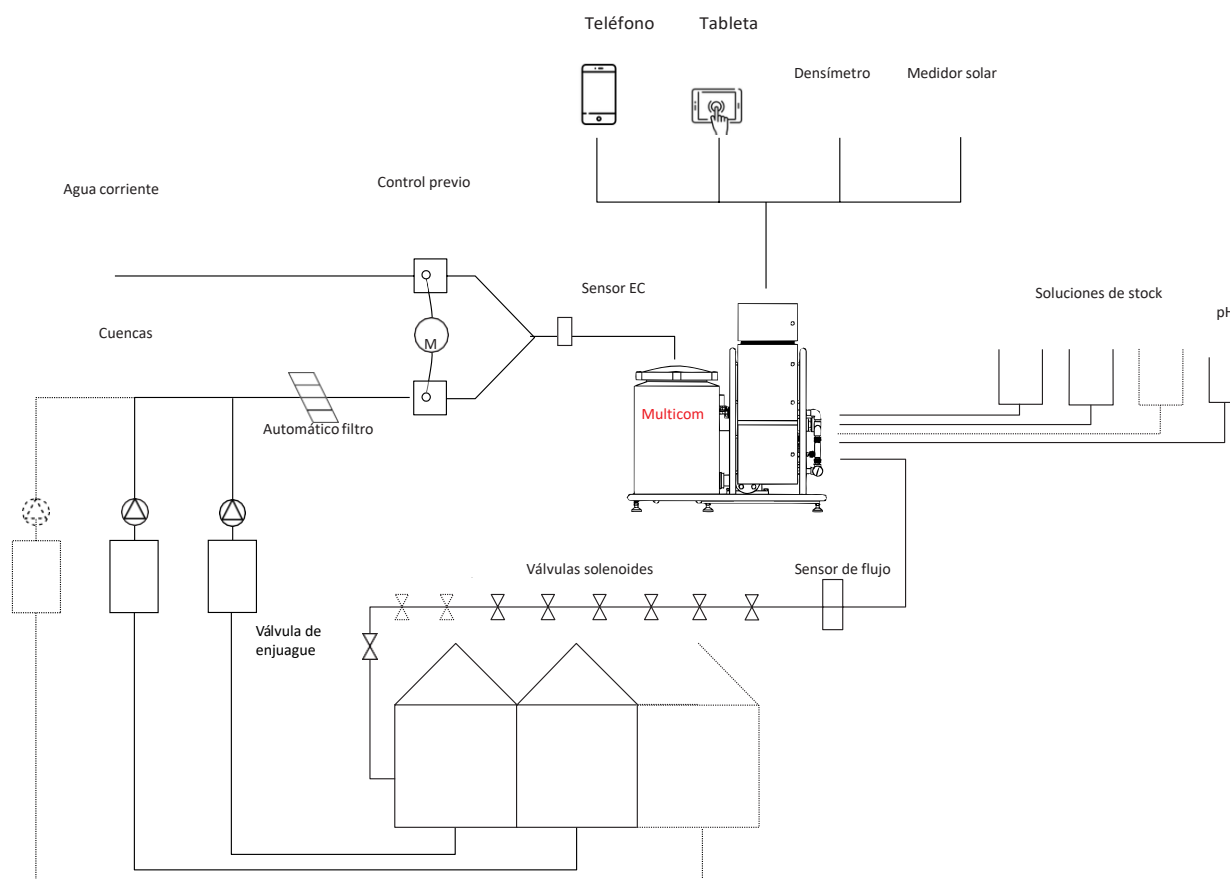 Teléfono
Tableta
Densímetro
Medidor solar
Agua corriente
Control previo
Sensor EC
Soluciones de stock
pH
Cuencas
M
Automático filtro
Multicom
Válvulas solenoides
Sensor de flujo
Válvula de
enjuague